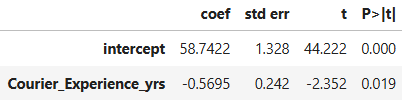 coef std err t P>|t|
intercept 58.7422 1.328 44.222 0.000
Courier_Experience_yrs -0.5695 0.242 -2.352 0.019